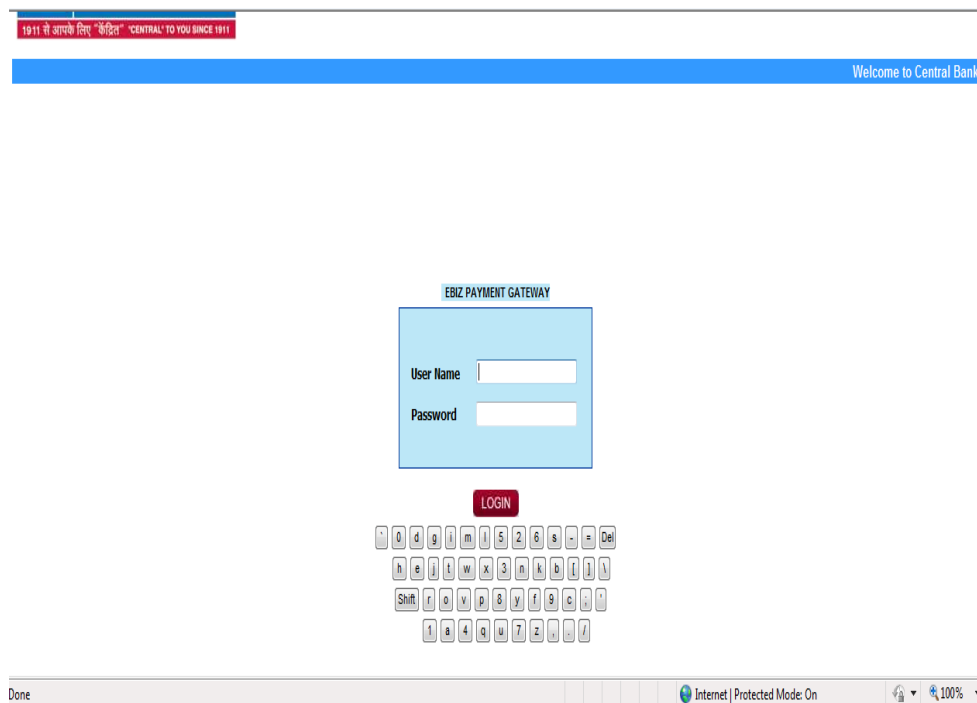 1911 से आपके लिए "केंद्रित" "CENTRAL" TO YOU SINCE 1911
Welcome to Central Bank
EBIZ PAYMENT GATEWAY
User Name
Password
LOGIN
` 0 d g i m l 5 2 6 s - = Del
h e j t w x 3 n k b [ ] \
Shift r o v p 8 y f 9 c ; '
1 a 4 q u 7 z , . /
Done Internet | Protected Mode: On 100%